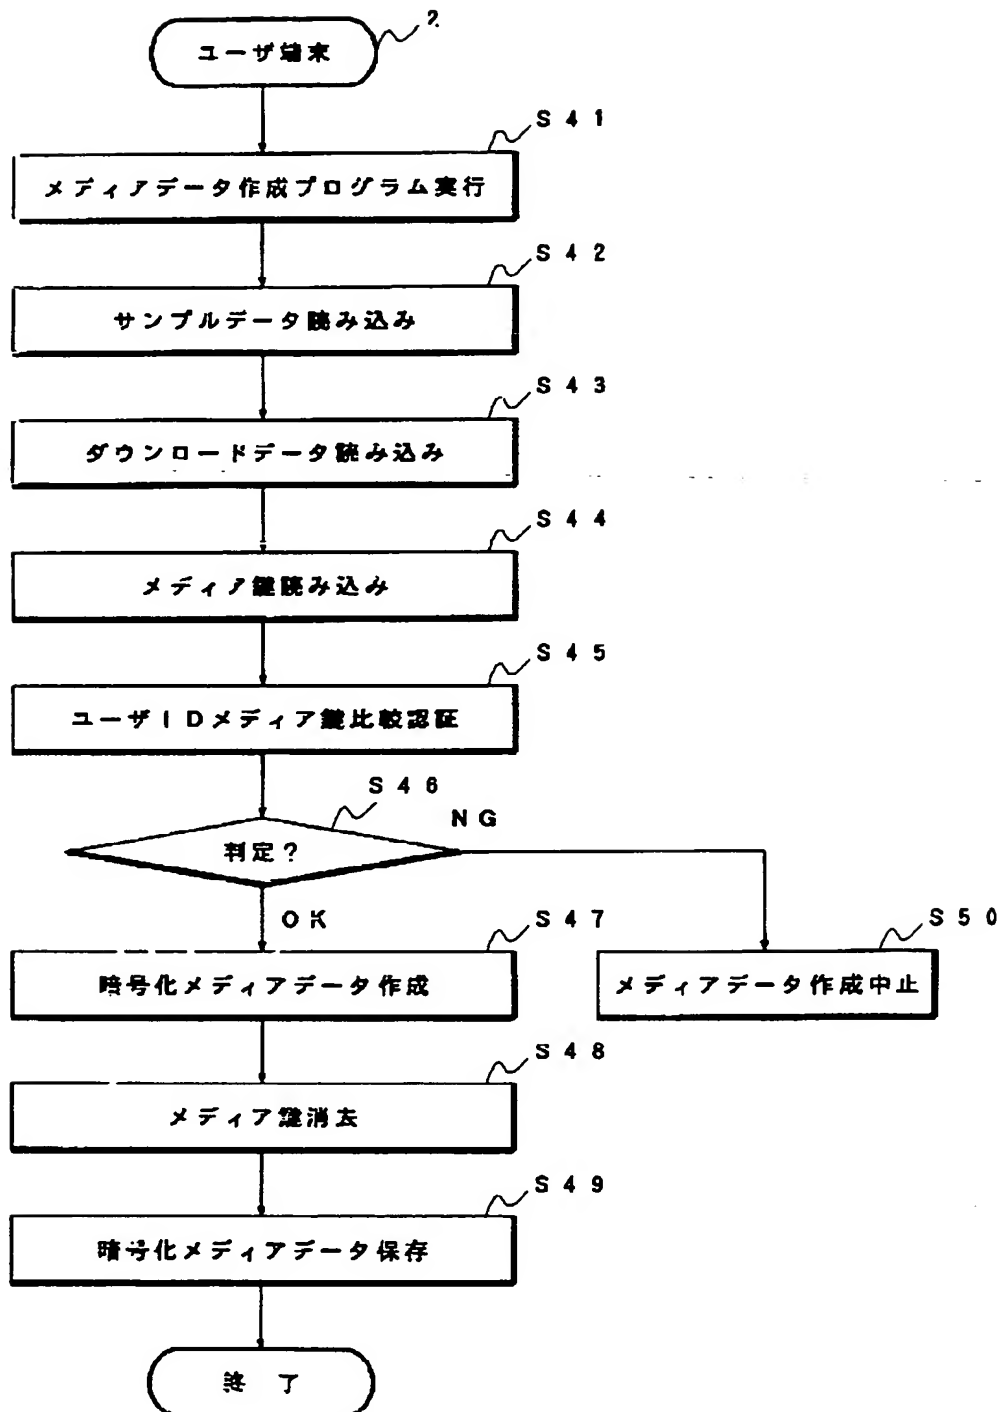 2
ユーザ端末
S41
メディアデータ作成プログラム実行
S42
サンプルデータ読み込み
S43
ダウンロードデータ読み込み
S44
メディア鍵読み込み
S45
ユーザIDメディア鍵比較認証
S46
NG
判定?
OK
S47
S50
暗号化メディアデータ作成
メディアデータ作成中止
S48
メディア鍵消去
S49
暗号化メディアデータ保存
終了